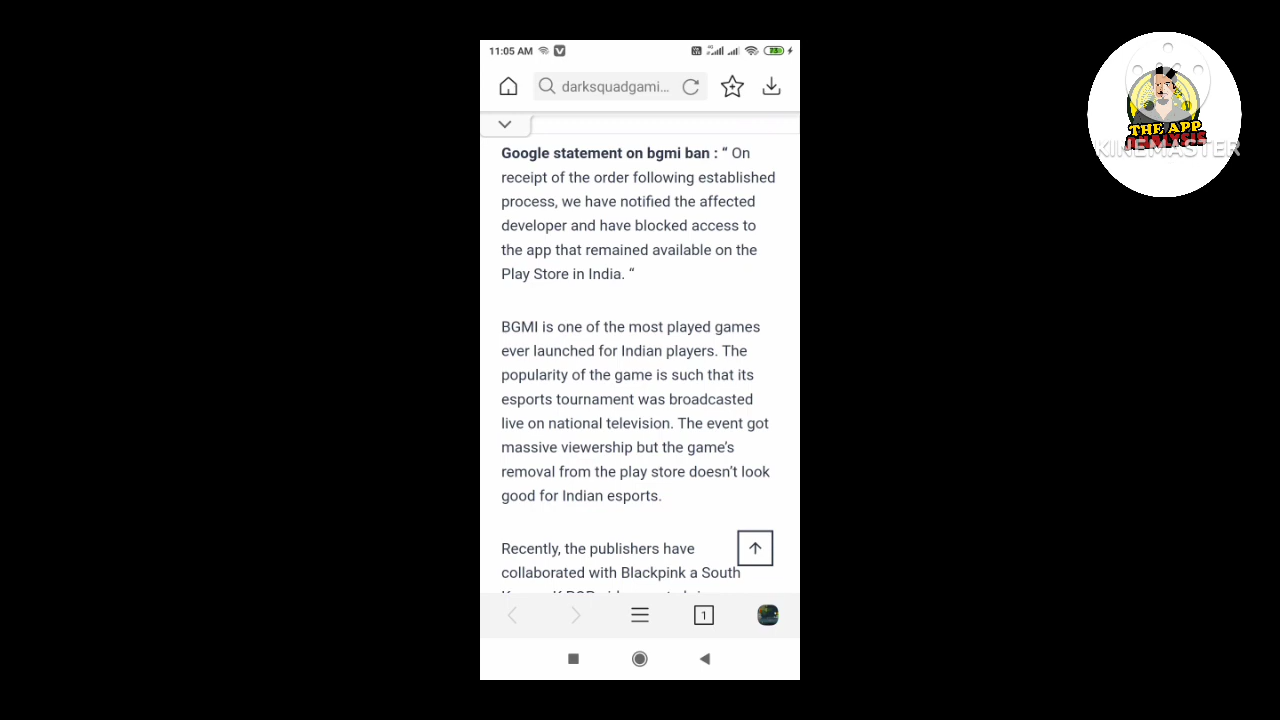 11:05 AM
darksquadgami...
Google statement on bgmi ban : “ On
receipt of the order following established
process, we have notified the affected
developer and have blocked access to
the app that remained available on the
Play Store in India. “
BGMI is one of the most played games
ever launched for Indian players. The
popularity of the game is such that its
esports tournament was broadcasted
live on national television. The event got
massive viewership but the game’s
removal from the play store doesn’t look
good for Indian esports.
Recently, the publishers have
collaborated with Blackpink a South
1
THE APP
KINEMASTER